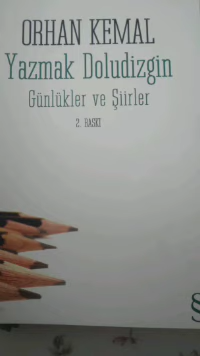 ORHAN KEMAL
Yazmak Doludizgin
Günlükler ve Şiirler
2. BASKI